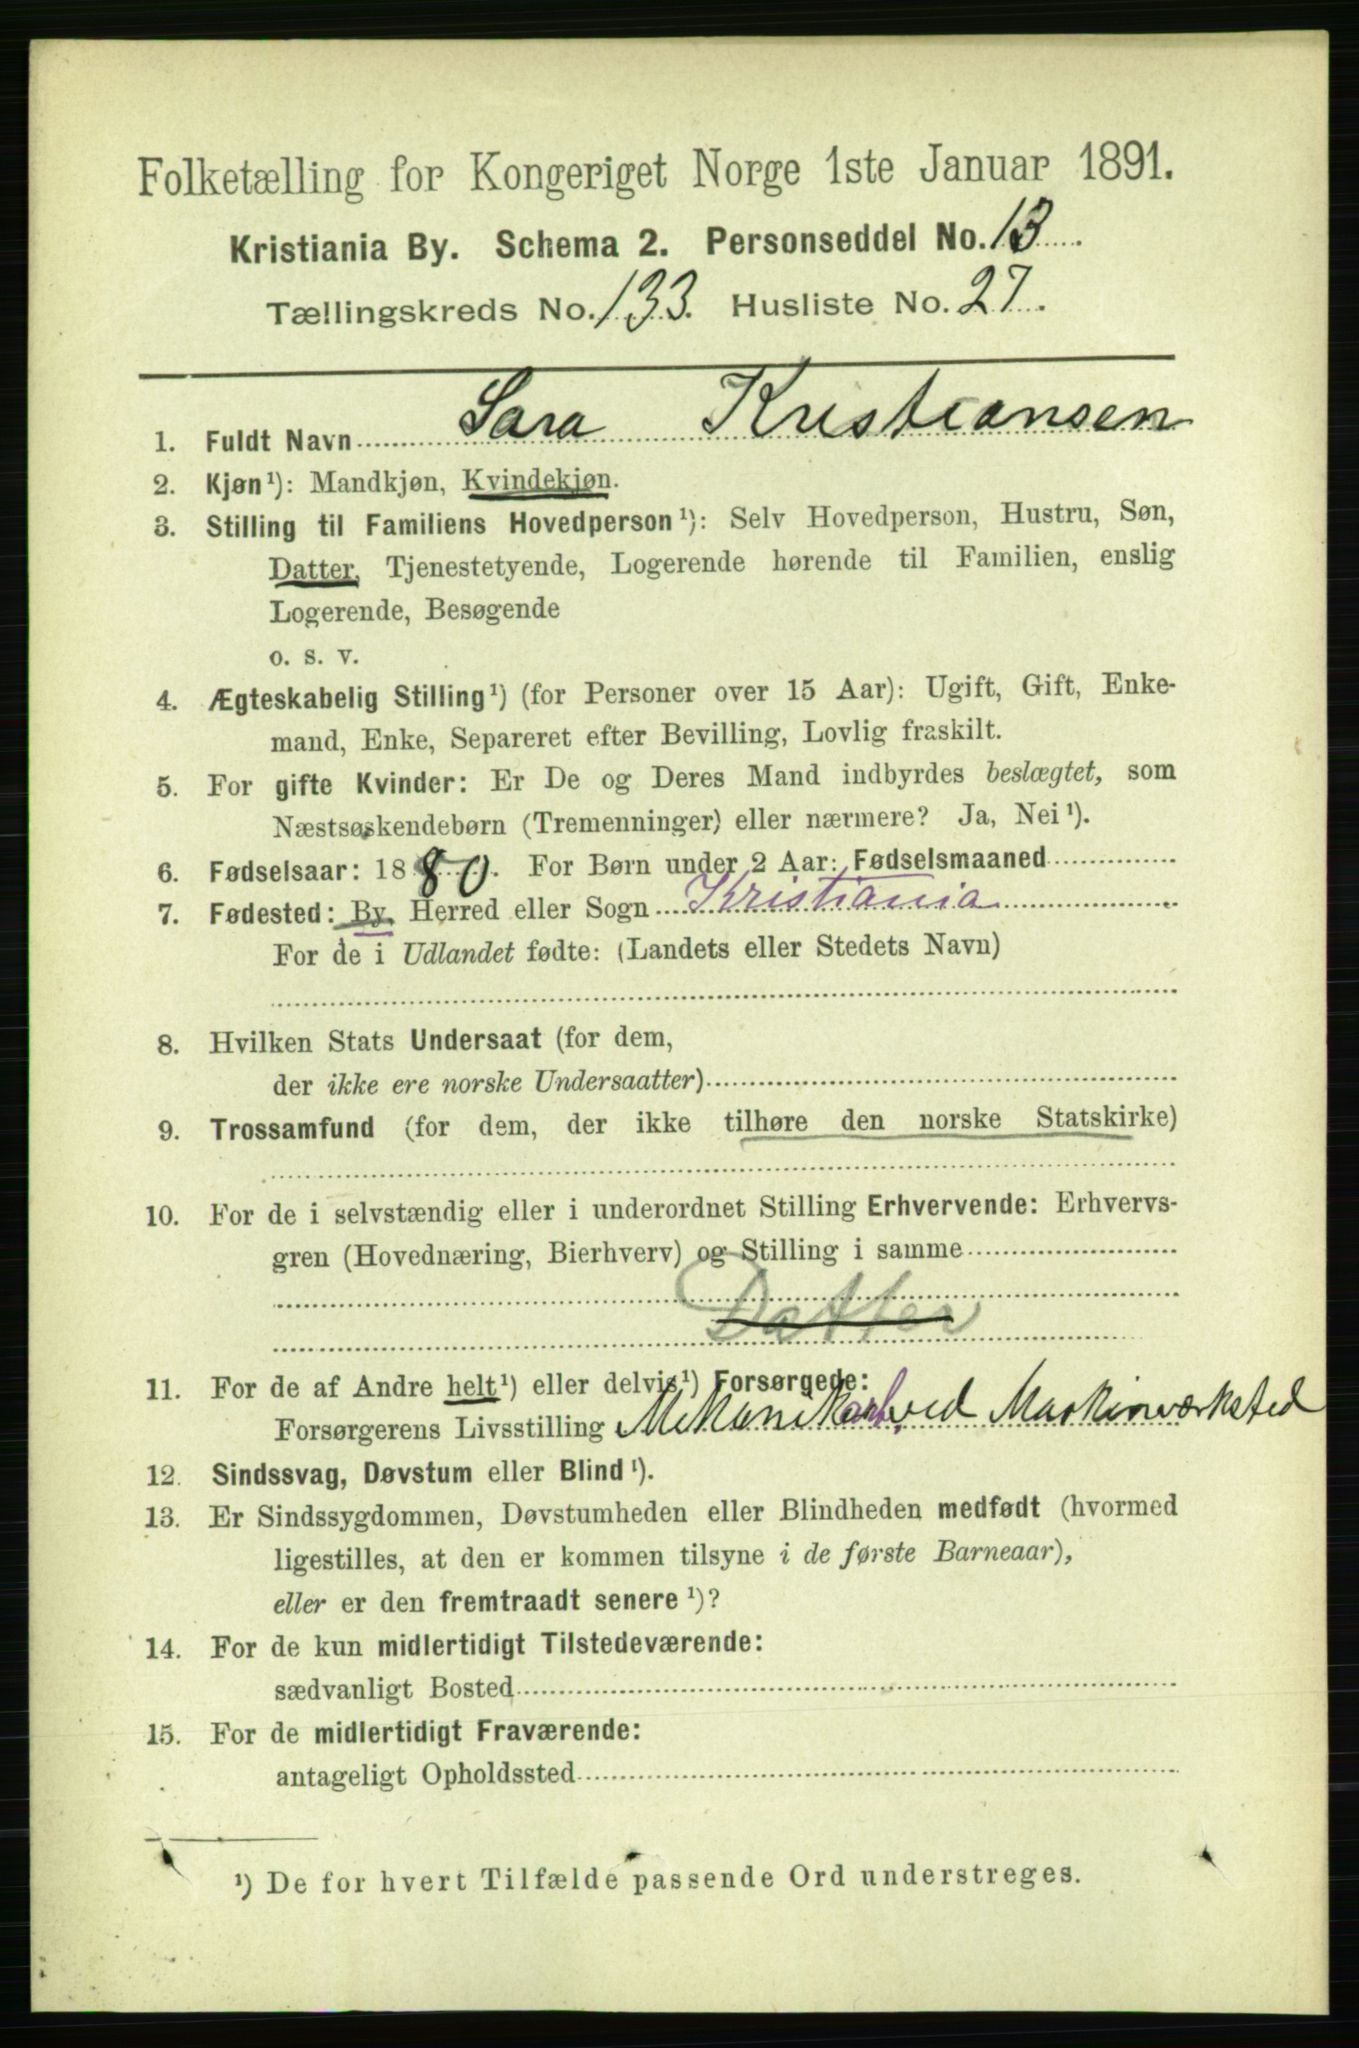 Folketælling for Kongeriget Norge 1ste Januar 1891.
Kristiania By. Schema 2. Personseddel No. 13
Tællingskreds No. 133. Husliste No. 27.
1. Fuldt Navn Sara Kristiansen
2. Kjøn¹): Mandkjøn, Kvindekjøn.
3. Stilling til Familiens Hovedperson¹): Selv Hovedperson, Hustru, Søn,
Datter, Tjenestetyende, Logerende hørende til Familien, enslig
Logerende, Besøgende
o. s. v.
4. Ægteskabelig Stilling¹) (for Personer over 15 Aar): Ugift, Gift, Enke-
mand, Enke, Separeret efter Bevilling, Lovlig fraskilt.
5. For gifte Kvinder: Er De og Deres Mand indbyrdes beslægtet, som
Næstsøskendebørn (Tremenninger) eller nærmere? Ja, Nei¹).
6. Fødselsaar: 1880. For Børn under 2 Aar: Fødselsmaaned
7. Fødested: By, Herred eller Sogn Kristiania
For de i Udlandet fødte: (Landets eller Stedets Navn)
8. Hvilken Stats Undersaat (for dem,
der ikke ere norske Undersaatter)
9. Trossamfund (for dem, der ikke tilhøre den norske Statskirke)
10. For de i selvstændig eller i underordnet Stilling Erhvervende: Erhvervs-
gren (Hovednæring, Bierhverv) og Stilling i samme
Datter
11. For de af Andre helt¹) eller delvis¹) Forsørgede:
Forsørgerens Livsstilling ved Maskinværksted
12. Sindssvag, Døvstum eller Blind¹).
13. Er Sindssygdommen, Døvstumheden eller Blindheden medfødt (hvormed
ligestilles, at den er kommen tilsyne i de første Barneaar),
eller er den fremtraadt senere¹)?
14. For de kun midlertidigt Tilstedeværende:
sædvanligt Bosted
15. For de midlertidigt Fraværende:
antageligt Opholdssted
¹) De for hvert Tilfælde passende Ord understreges.